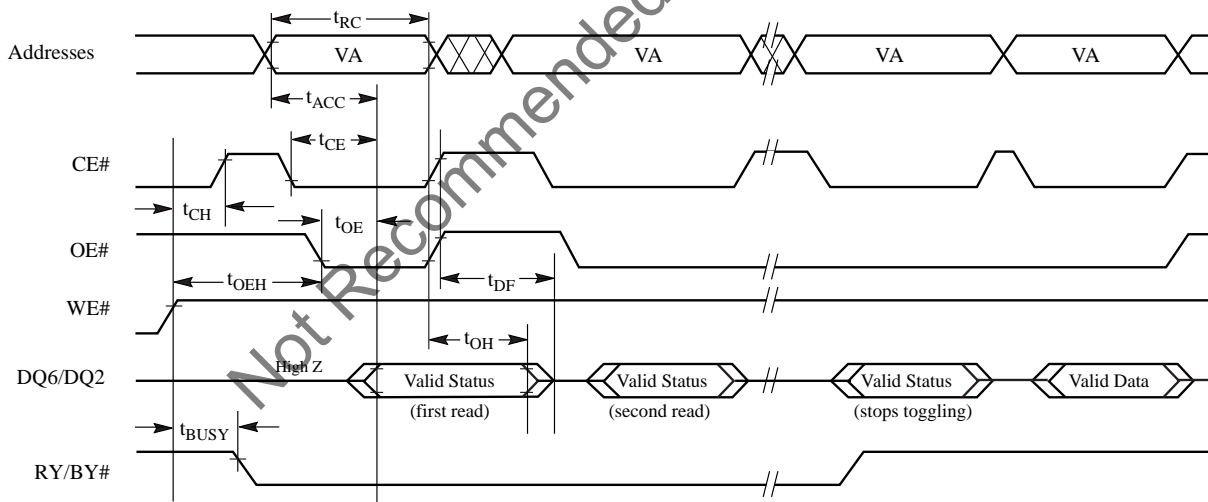 t_RC
Addresses VA VA VA VA
t_ACC
t_CE
CE#
t_CH t_OE
OE#
t_OEH t_DF
WE#
t_OH
High Z
DQ6/DQ2 Valid Status Valid Status Valid Status Valid Data
(first read) (second read) (stops toggling)
t_BUSY
RY/BY#
Not Recommended